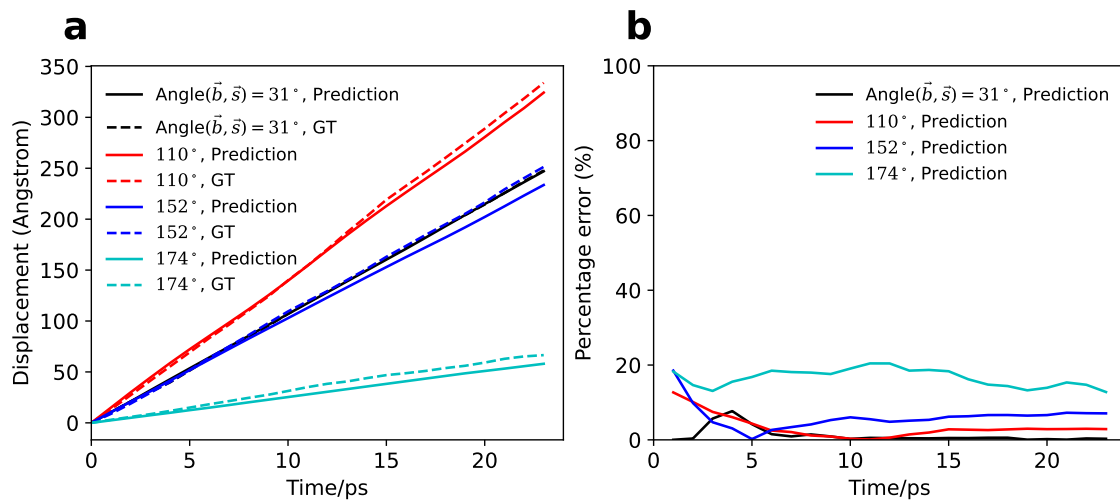 a
Displacement (Angstrom)
350
300
250
200
150
100
50
0
Angle(b⃗, s⃗) = 31°, Prediction
Angle(b⃗, s⃗) = 31°, GT
110°, Prediction
110°, GT
152°, Prediction
152°, GT
174°, Prediction
174°, GT
0 5 10 15 20
Time/ps
b
Percentage error (%)
100
80
60
40
20
0
Angle(b⃗, s⃗) = 31°, Prediction
110°, Prediction
152°, Prediction
174°, Prediction
0 5 10 15 20
Time/ps